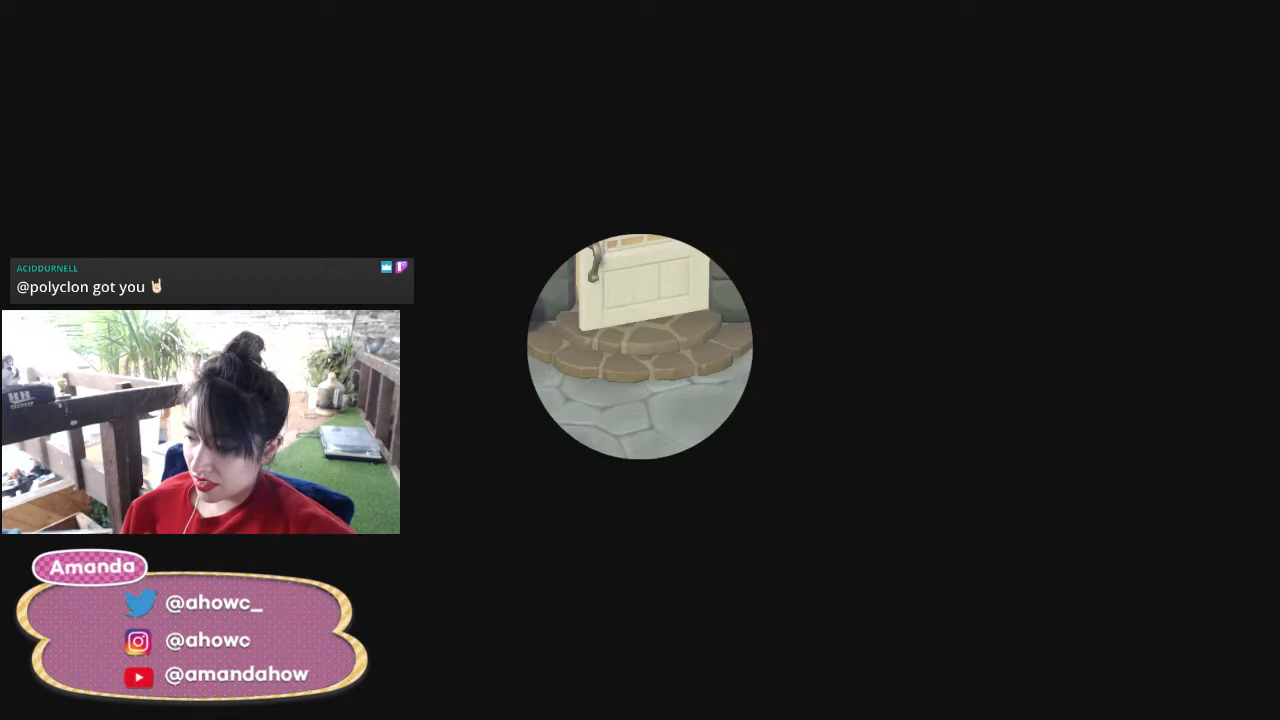 ACIDDURNELL
@polyclon got you 🤘🏻
Amanda
@ahowc_
@ahowc
@amandahow